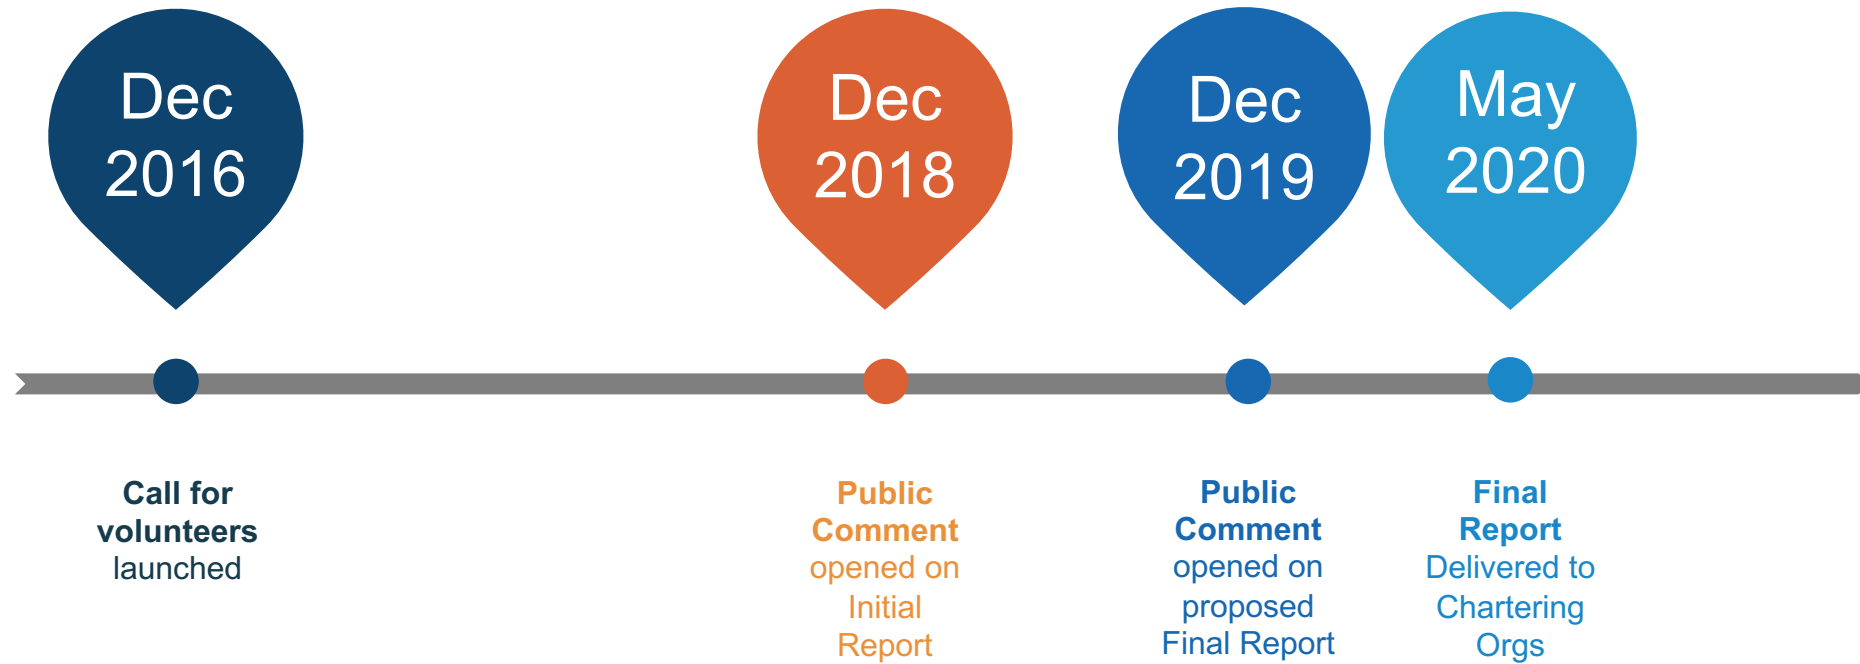 Dec
2016
Dec
2018
Dec
2019
May
2020
Call for
volunteers
launched
Public
Comment
opened on
Initial
Report
Public
Comment
opened on
proposed
Final Report
Final
Report
Delivered to
Chartering
Orgs